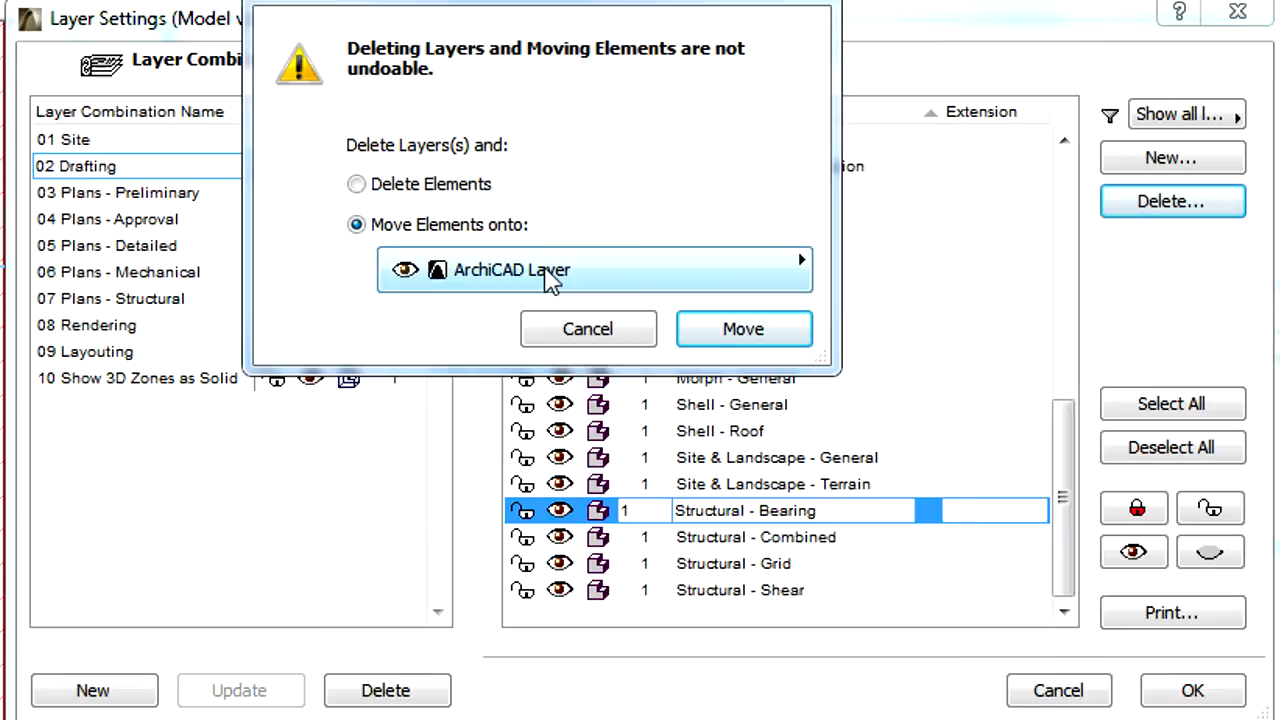 Layer Settings (Model
Layer Combi
Deleting Layers and Moving Elements are not
undoable.
Delete Layers(s) and:
Delete Elements
Move Elements onto:
ArchiCAD Layer
Cancel
Move
Layer Combination Name
01 Site
02 Drafting
03 Plans - Preliminary
04 Plans - Approval
05 Plans - Detailed
06 Plans - Mechanical
07 Plans - Structural
08 Rendering
09 Layouting
10 Show 3D Zones as Solid 1
Extension
ion
1 Morph - General
1 Shell - General
1 Shell - Roof
1 Site & Landscape - General
1 Site & Landscape - Terrain
1 Structural - Bearing
1 Structural - Combined
1 Structural - Grid
1 Structural - Shear
?
Show all l...
New...
Delete...
Select All
Deselect All
Print...
New
Update
Delete
Cancel
OK